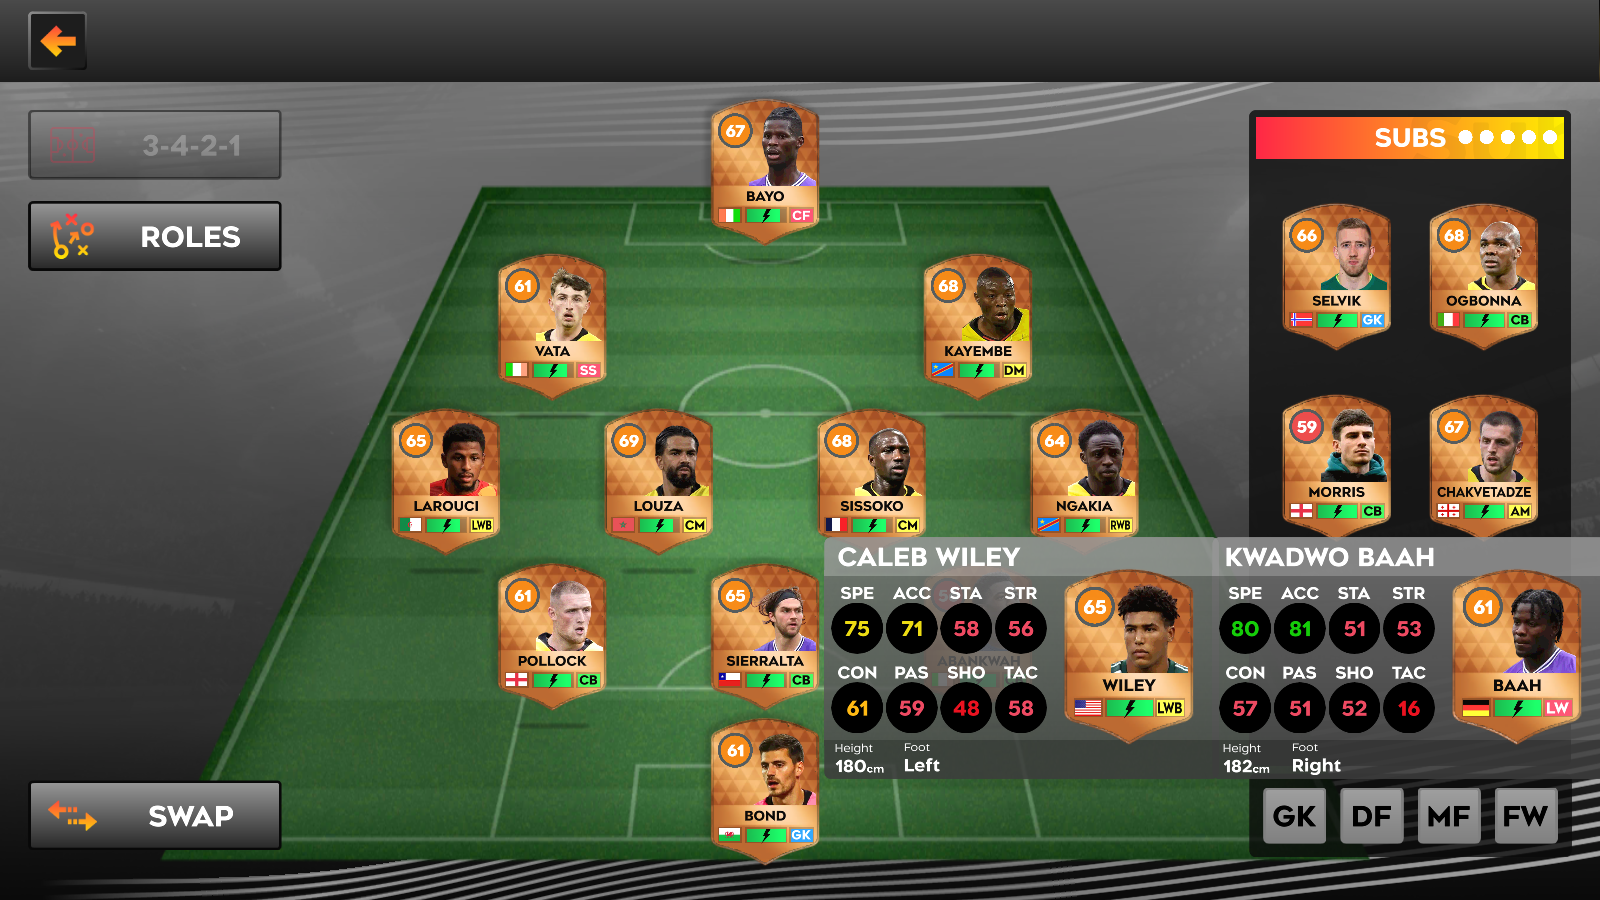 3-4-2-1
ROLES
SUBS
67
BAYO
CF
61
VATA
SS
68
KAYEMBE
DM
66
SELVIK
GK
68
OGBONNA
CB
65
LAROUCI
LWB
69
LOUZA
CM
68
SISSOKO
CM
64
NGAKIA
RWB
59
MORRIS
CB
67
CHAKVETADZE
AM
61
POLLOCK
CB
65
SIERRALTA
CB
ABANKWAH
61
BOND
GK
CALEB WILEY
SPE ACC STA STR
75 71 58 56
CON PAS SHO TAC
61 59 48 58
Height Foot
180cm Left
65
WILEY
LWB
KWADWO BAAH
SPE ACC STA STR
80 81 51 53
CON PAS SHO TAC
57 51 52 16
Height Foot
182cm Right
61
BAAH
LW
SWAP
GK DF MF FW